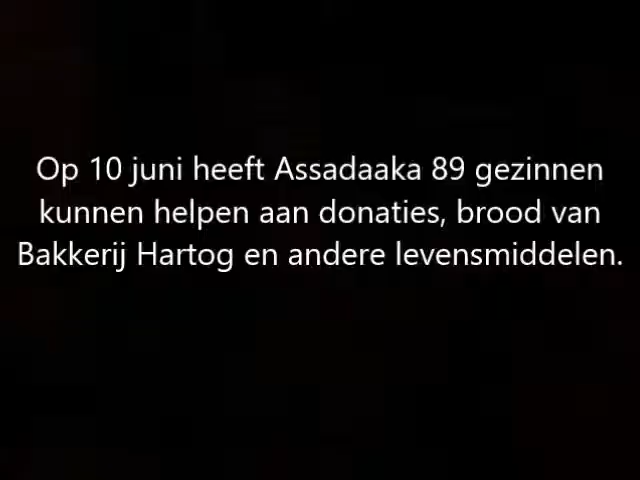 Op 10 juni heeft Assadaaka 89 gezinnen
kunnen helpen aan donaties, brood van
Bakkerij Hartog en andere levensmiddelen.